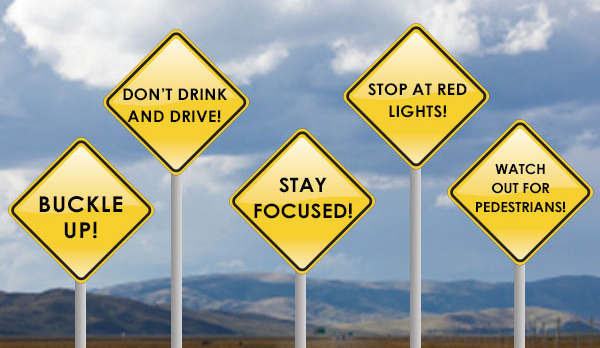 BUCKLE
UP!
DON'T DRINK
AND DRIVE!
STAY
FOCUSED!
STOP AT RED
LIGHTS!
WATCH
OUT FOR
PEDESTRIANS!